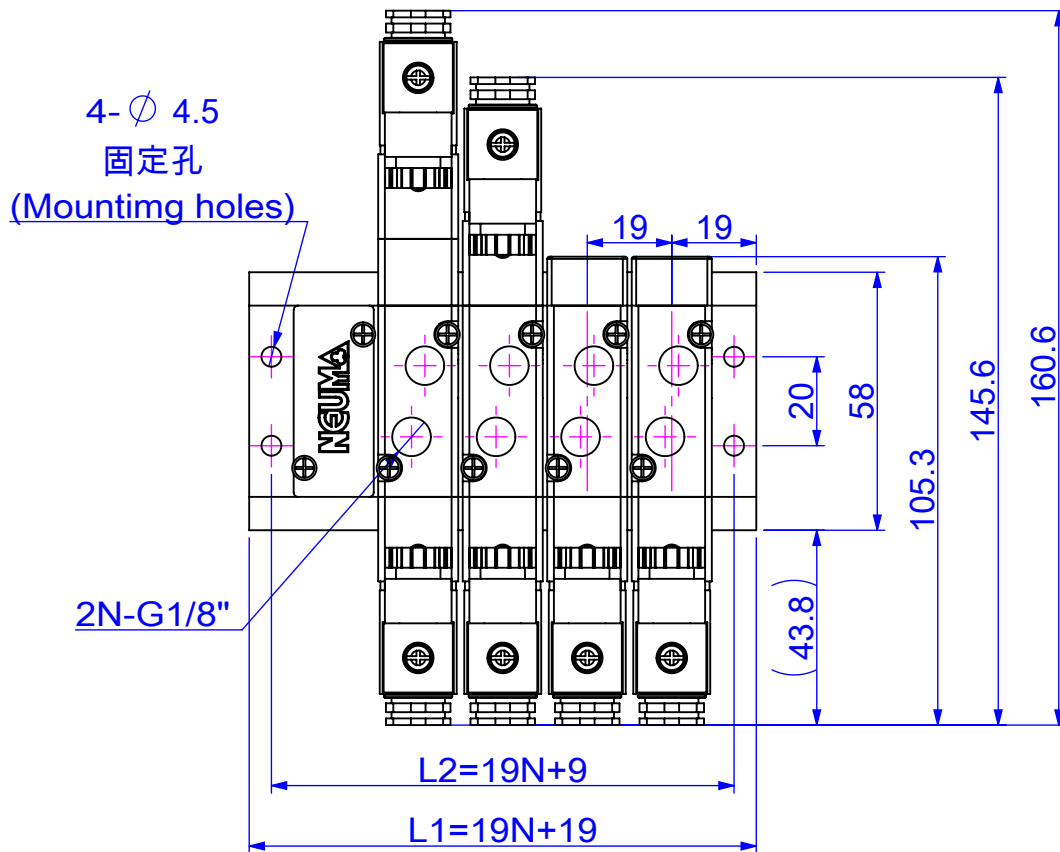 4-∅ 4.5
固定孔
(Mountimg holes)
19
19
NEUMA
20
58
105.3
145.6
160.6
(43.8)
2N-G1/8"
L2=19N+9
L1=19N+19